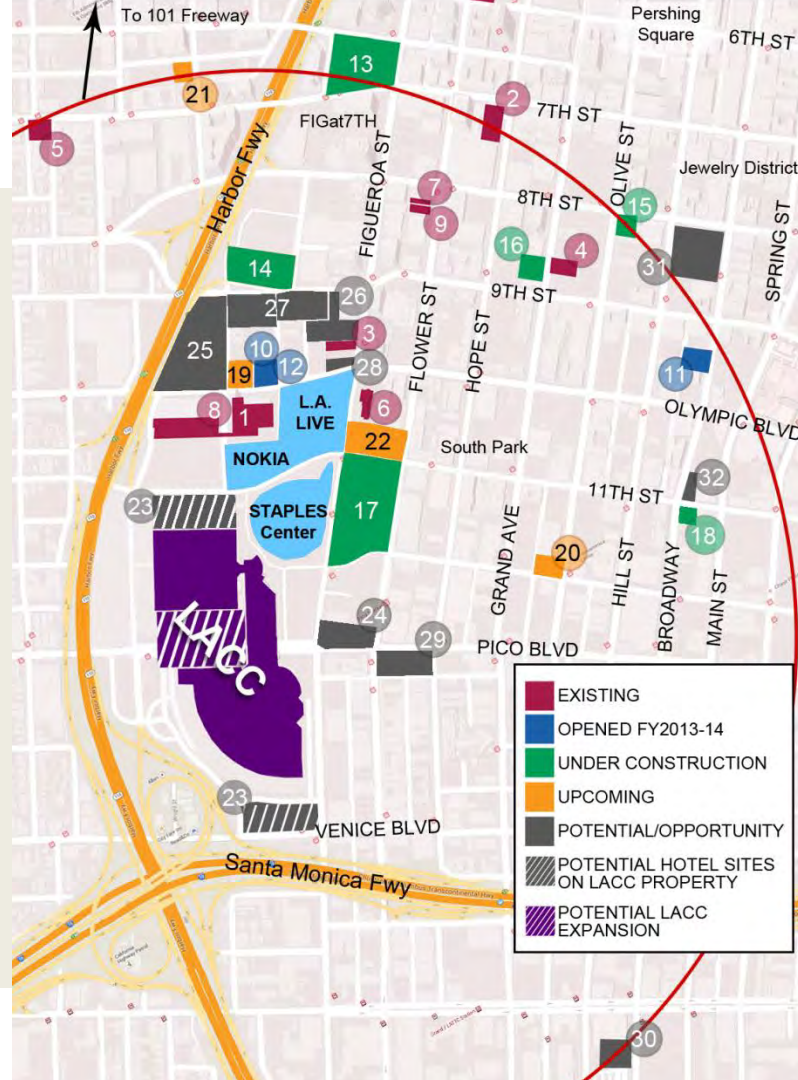 To 101 Freeway
Pershing
Square
6TH ST
13
21
2
7TH ST
5
FIGat7TH
Harbor Fwy
FIGUEROA ST
OLIVE ST
Jewelry District
7
8TH ST
15
SPRING ST
9
16
4
31
14
9TH ST
26
27
FLOWER ST
HOPE ST
25
10
3
19
12
28
11
L.A.
LIVE
8
1
6
OLYMPIC BLVD
22
South Park
NOKIA
32
11TH ST
23
STAPLES
Center
17
18
GRAND AVE
20
HILL ST
BROADWAY
MAIN ST
LACC
24
29
PICO BLVD
EXISTING
OPENED FY2013-14
UNDER CONSTRUCTION
UPCOMING
POTENTIAL/OPPORTUNITY
POTENTIAL HOTEL SITES
ON LACC PROPERTY
POTENTIAL LACC
EXPANSION
23
VENICE BLVD
Santa Monica Fwy
30